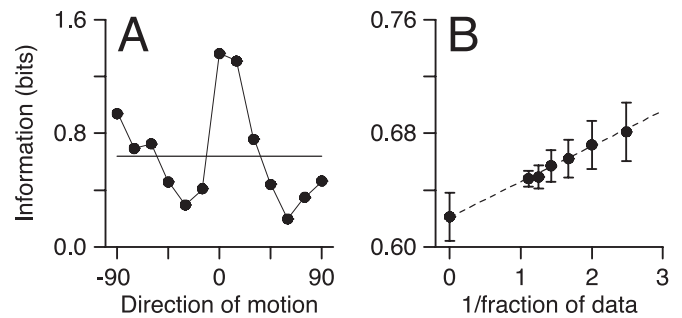 A
B
Information (bits)
1.6
0.8
0.0
-90
0
90
Direction of motion
0.76
0.68
0.60
0
1
2
3
1/fraction of data